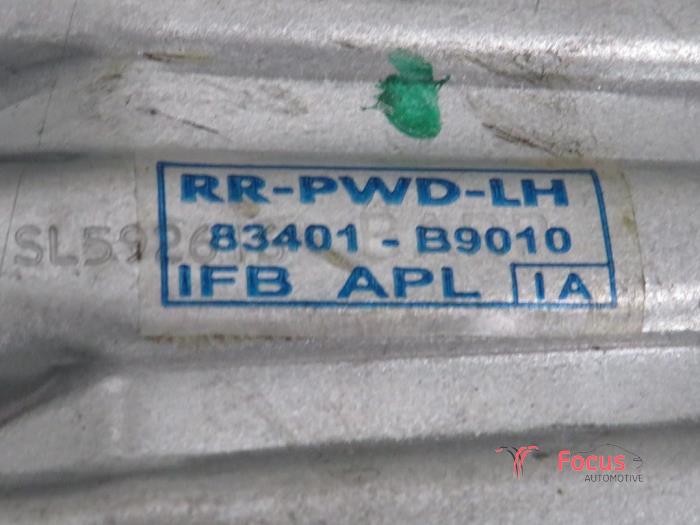 RR-PWD-LH
83401 - B9010
IFB APL IA
Focus
AUTOMOTIVE